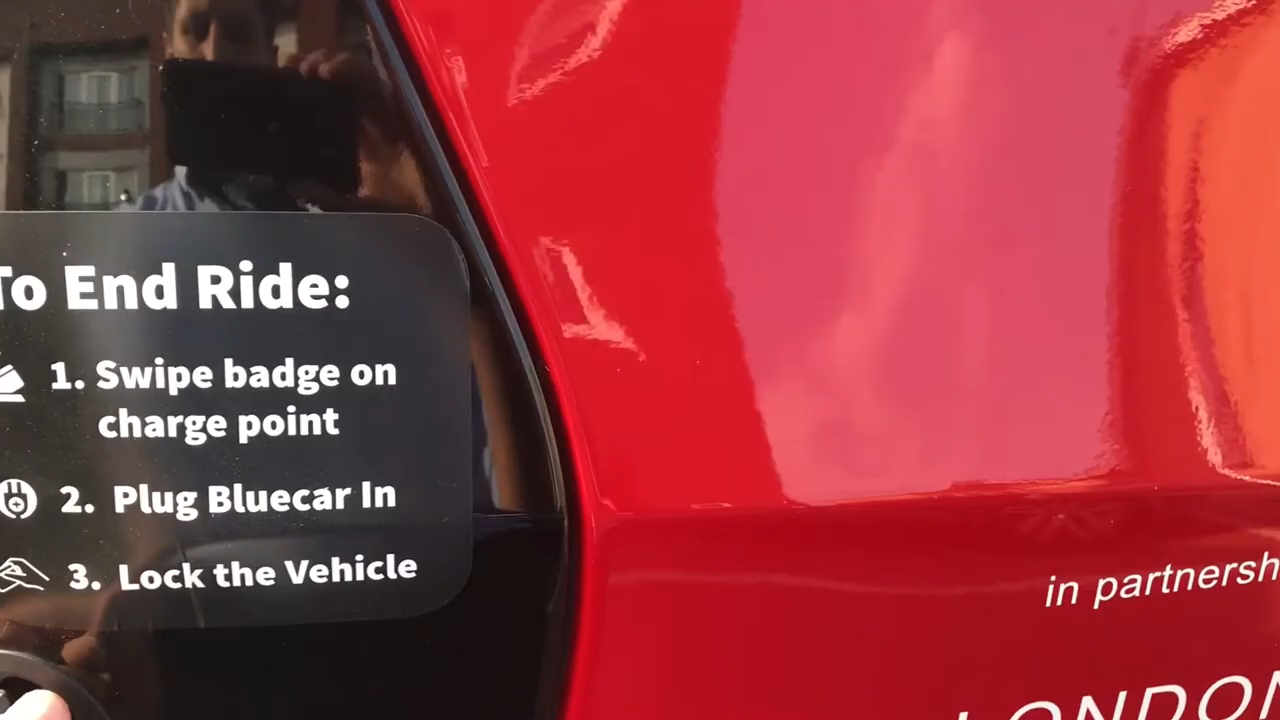 To End Ride:
1. Swipe badge on
charge point
2. Plug Bluecar In
3. Lock the Vehicle
in partnersh
LONDON